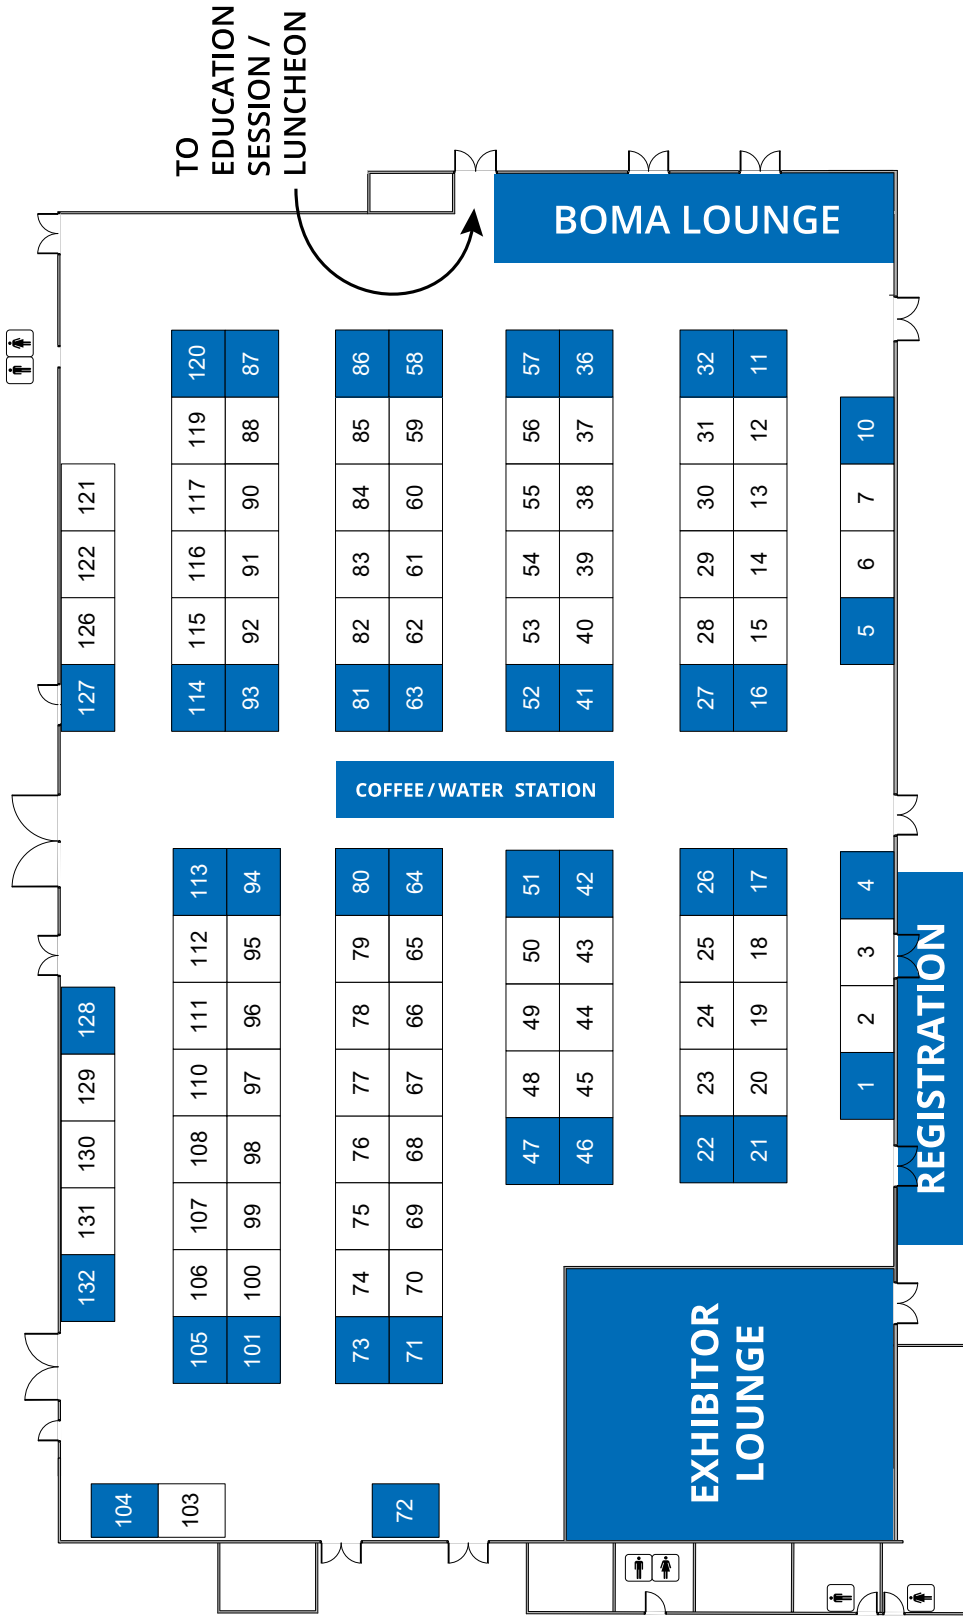 TO
EDUCATION
SESSION /
LUNCHEON
BOMA LOUNGE
120 86 57 32
87 58 36 11
119 85 56 31 10
88 59 37 12
121 117 84 55 30 7
90 60 38 13
122 116 83 54 29 6
91 61 39 14
126 115 82 53 28 5
92 62 40 15
127 114 81 52 27
93 63 41 16
COFFEE / WATER STATION
113 80 51 26 4
94 64 42 17
112 79 50 25 3
95 65 43 18
128 111 78 49 24 2
96 66 44 19
129 110 77 48 23 1
97 67 45 20
130 108 76 47 22
98 68 46 21
131 107 75
99 69
132 106 74
100 70
105 73
101 71
REGISTRATION
EXHIBITOR
LOUNGE
104
103
72